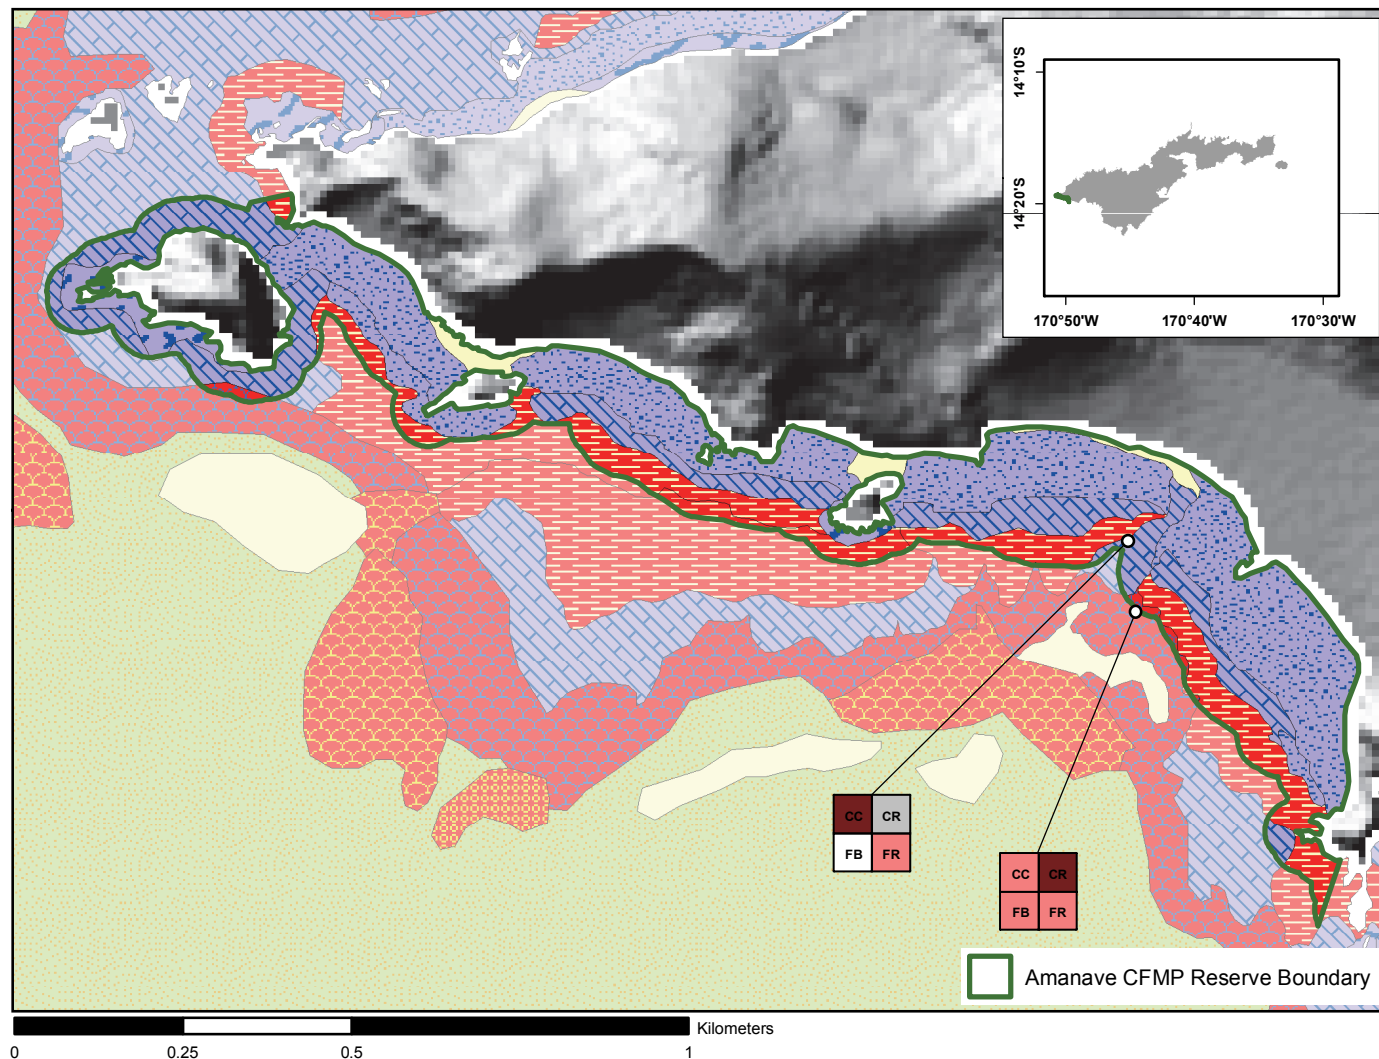 14°10'S
14°20'S
170°50'W 170°40'W 170°30'W
CC CR
FB FR
CC CR
FB FR
Amanave CFMP Reserve Boundary
Kilometers
0 0.25 0.5 1